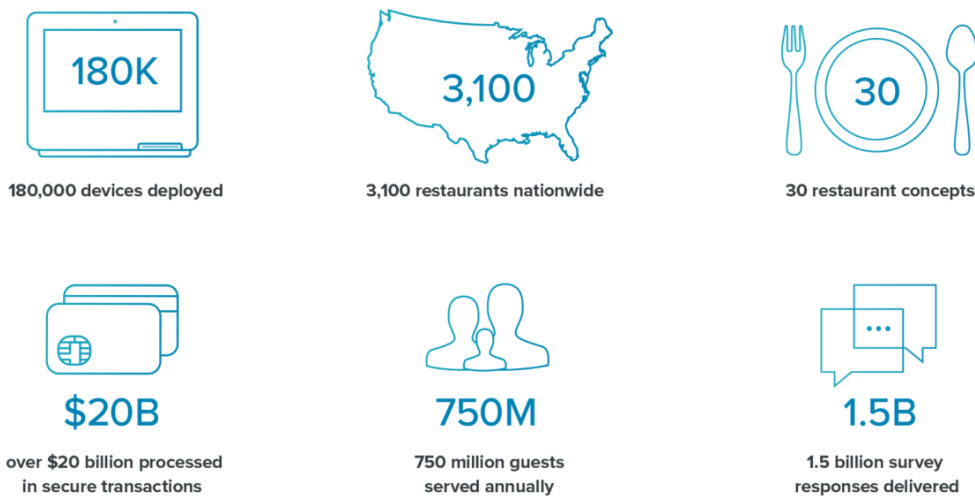 180K
180,000 devices deployed
3,100
3,100 restaurants nationwide
30
30 restaurant concepts
$20B
over $20 billion processed
in secure transactions
750M
750 million guests
served annually
1.5B
1.5 billion survey
responses delivered